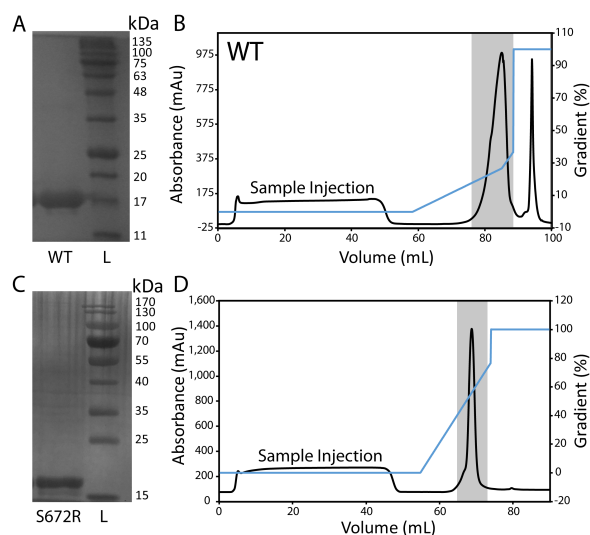 A
kDa
135
100
75
63
48
35
25
20
17
11
WT L
B
WT
Absorbance (mAu)
975
775
575
375
175
-25
Sample Injection
0 20 40 60 80 100
Volume (mL)
110
90
70
50
30
10
-10
Gradient (%)
C
kDa
170
130
100
70
55
40
35
25
15
S672R L
D
Absorbance (mAu)
1,600
1,400
1,200
1,000
800
600
400
200
0
Sample Injection
0 20 40 60 80
Volume (mL)
120
100
80
60
40
20
0
-20
Gradient (%)